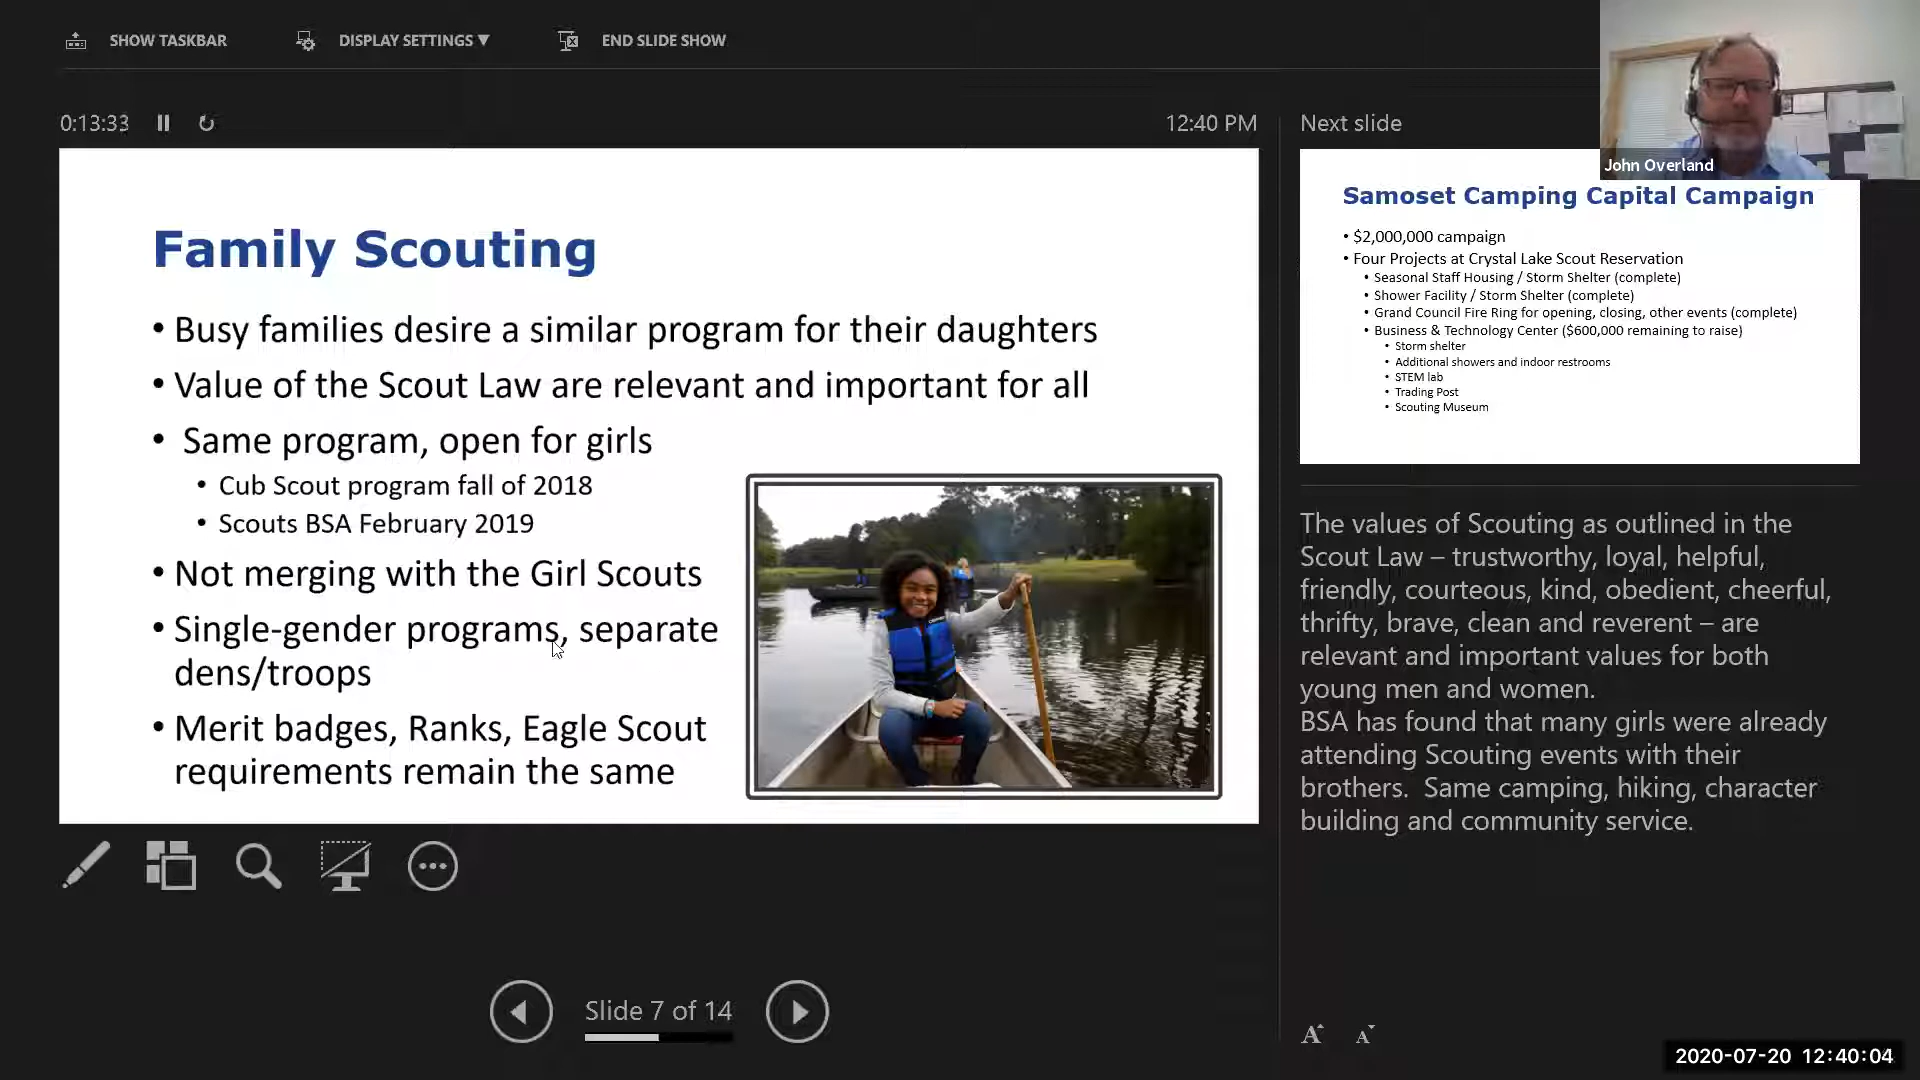 SHOW TASKBAR
DISPLAY SETTINGS ▼
END SLIDE SHOW
0:13:33
12:40 PM
Next slide
John Overland
Family Scouting
• Busy families desire a similar program for their daughters
• Value of the Scout Law are relevant and important for all
• Same program, open for girls
• Cub Scout program fall of 2018
• Scouts BSA February 2019
• Not merging with the Girl Scouts
• Single-gender programs, separate
dens/troops
• Merit badges, Ranks, Eagle Scout
requirements remain the same
Samoset Camping Capital Campaign
• $2,000,000 campaign
• Four Projects at Crystal Lake Scout Reservation
• Seasonal Staff Housing / Storm Shelter (complete)
• Shower Facility / Storm Shelter (complete)
• Grand Council Fire Ring for opening, closing, other events (complete)
• Business & Technology Center ($600,000 remaining to raise)
• Storm shelter
• Additional showers and indoor restrooms
• STEM lab
• Trading Post
• Scouting Museum
The values of Scouting as outlined in the
Scout Law – trustworthy, loyal, helpful,
friendly, courteous, kind, obedient, cheerful,
thrifty, brave, clean and reverent – are
relevant and important values for both
young men and women.
BSA has found that many girls were already
attending Scouting events with their
brothers.  Same camping, hiking, character
building and community service.
Slide 7 of 14
A A
2020-07-20 12:40:04